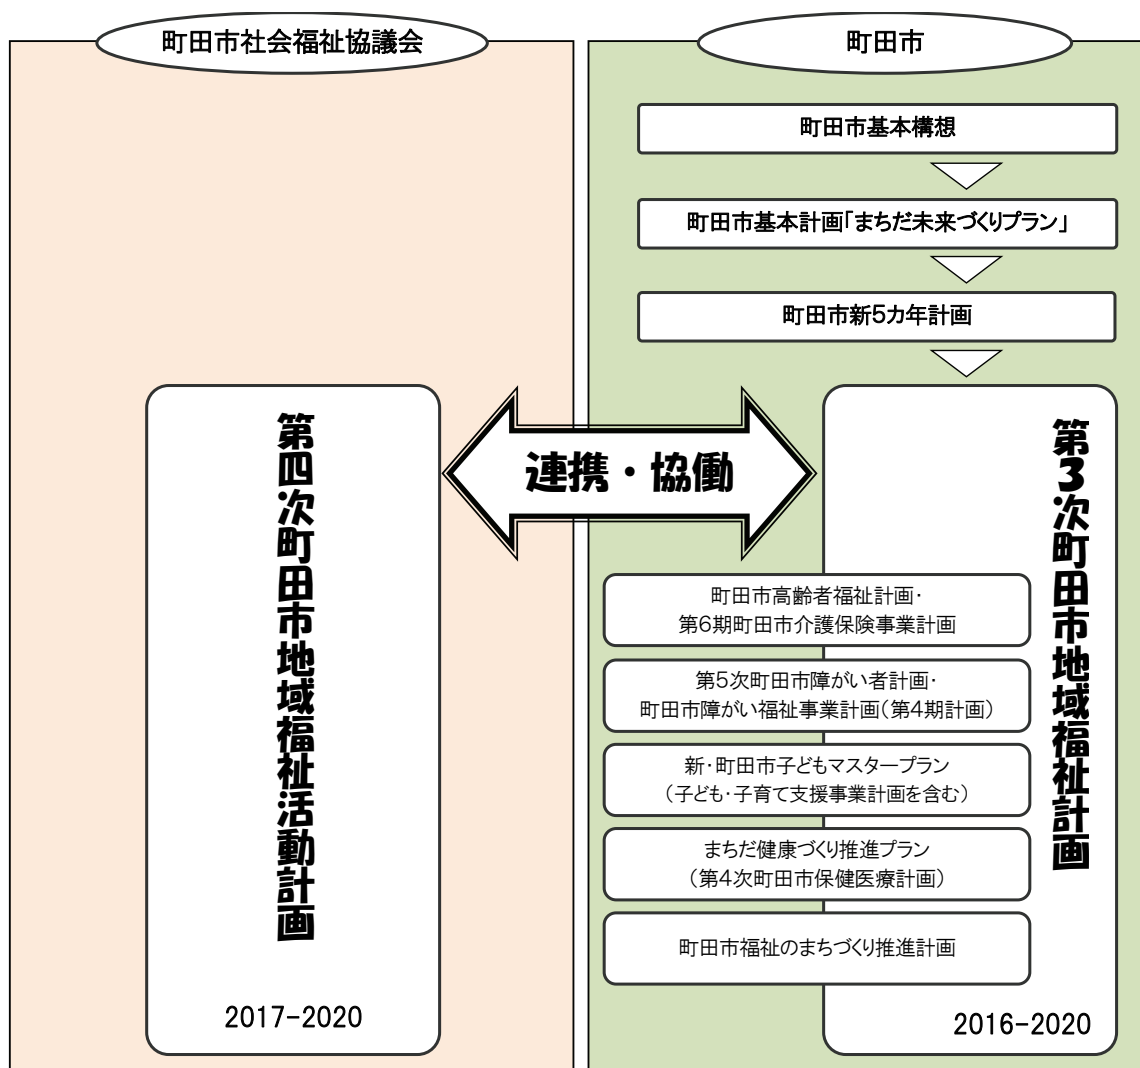 町田市社会福祉協議会
第四次町田市地域福祉活動計画
2017-2020
連携・協働
町田市
町田市基本構想
町田市基本計画「まちだ未来づくりプラン」
町田市新5カ年計画
第3次町田市地域福祉計画
町田市高齢者福祉計画・
第6期町田市介護保険事業計画
第5次町田市障がい者計画・
町田市障がい福祉事業計画(第4期計画)
新・町田市子どもマスタープラン
(子ども・子育て支援事業計画を含む)
まちだ健康づくり推進プラン
(第4次町田市保健医療計画)
町田市福祉のまちづくり推進計画
2016-2020